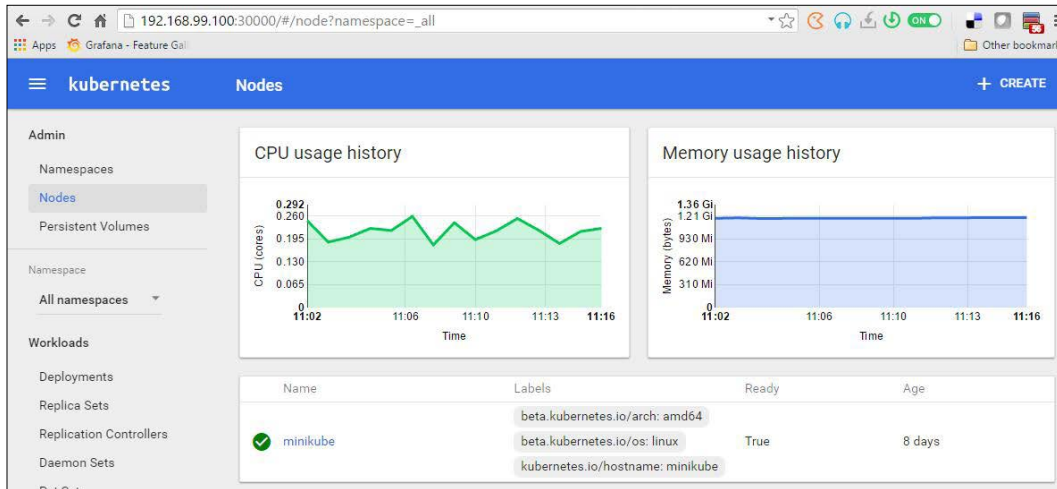 192.168.99.100:30000/#/node?namespace=_all
ON
Apps Grafana - Feature Gal
Other bookmark
kubernetes Nodes + CREATE
Admin
Namespaces
Nodes
Persistent Volumes
Namespace
All namespaces
Workloads
Deployments
Replica Sets
Replication Controllers
Daemon Sets
CPU usage history
CPU (cores)
0.292
0.260
0.195
0.130
0.065
0
11:02 11:06 11:10 11:13 11:16
Time
Memory usage history
Memory (bytes)
1.36 Gi
1.21 Gi
930 Mi
620 Mi
310 Mi
0
11:02 11:06 11:10 11:13 11:16
Time
Name Labels Ready Age
beta.kubernetes.io/arch: amd64
minikube beta.kubernetes.io/os: linux True 8 days
kubernetes.io/hostname: minikube